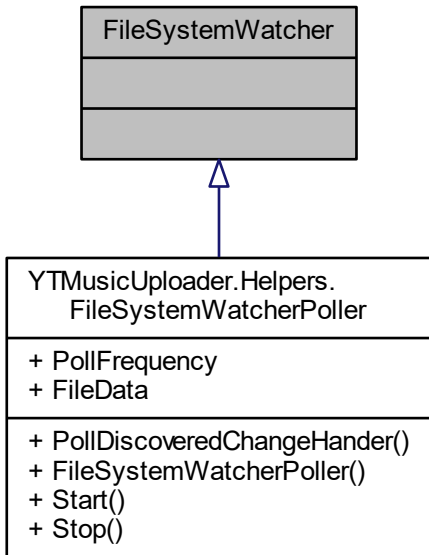 FileSystemWatcher
YTMusicUploader.Helpers.
FileSystemWatcherPoller
+ PollFrequency
+ FileData
+ PollDiscoveredChangeHander()
+ FileSystemWatcherPoller()
+ Start()
+ Stop()